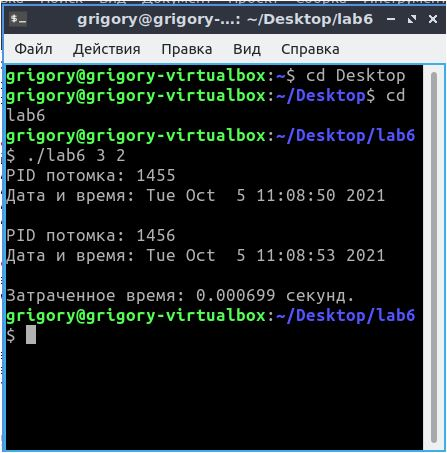 grigory@grigory-...: ~/Desktop/lab6
Файл Действия Правка Вид Справка
grigory@grigory-virtualbox:~$ cd Desktop
grigory@grigory-virtualbox:~/Desktop$ cd
lab6
grigory@grigory-virtualbox:~/Desktop/lab6
$ ./lab6 3 2
PID потомка: 1455
Дата и время: Tue Oct  5 11:08:50 2021
PID потомка: 1456
Дата и время: Tue Oct  5 11:08:53 2021
Затраченное время: 0.000699 секунд.
grigory@grigory-virtualbox:~/Desktop/lab6
$